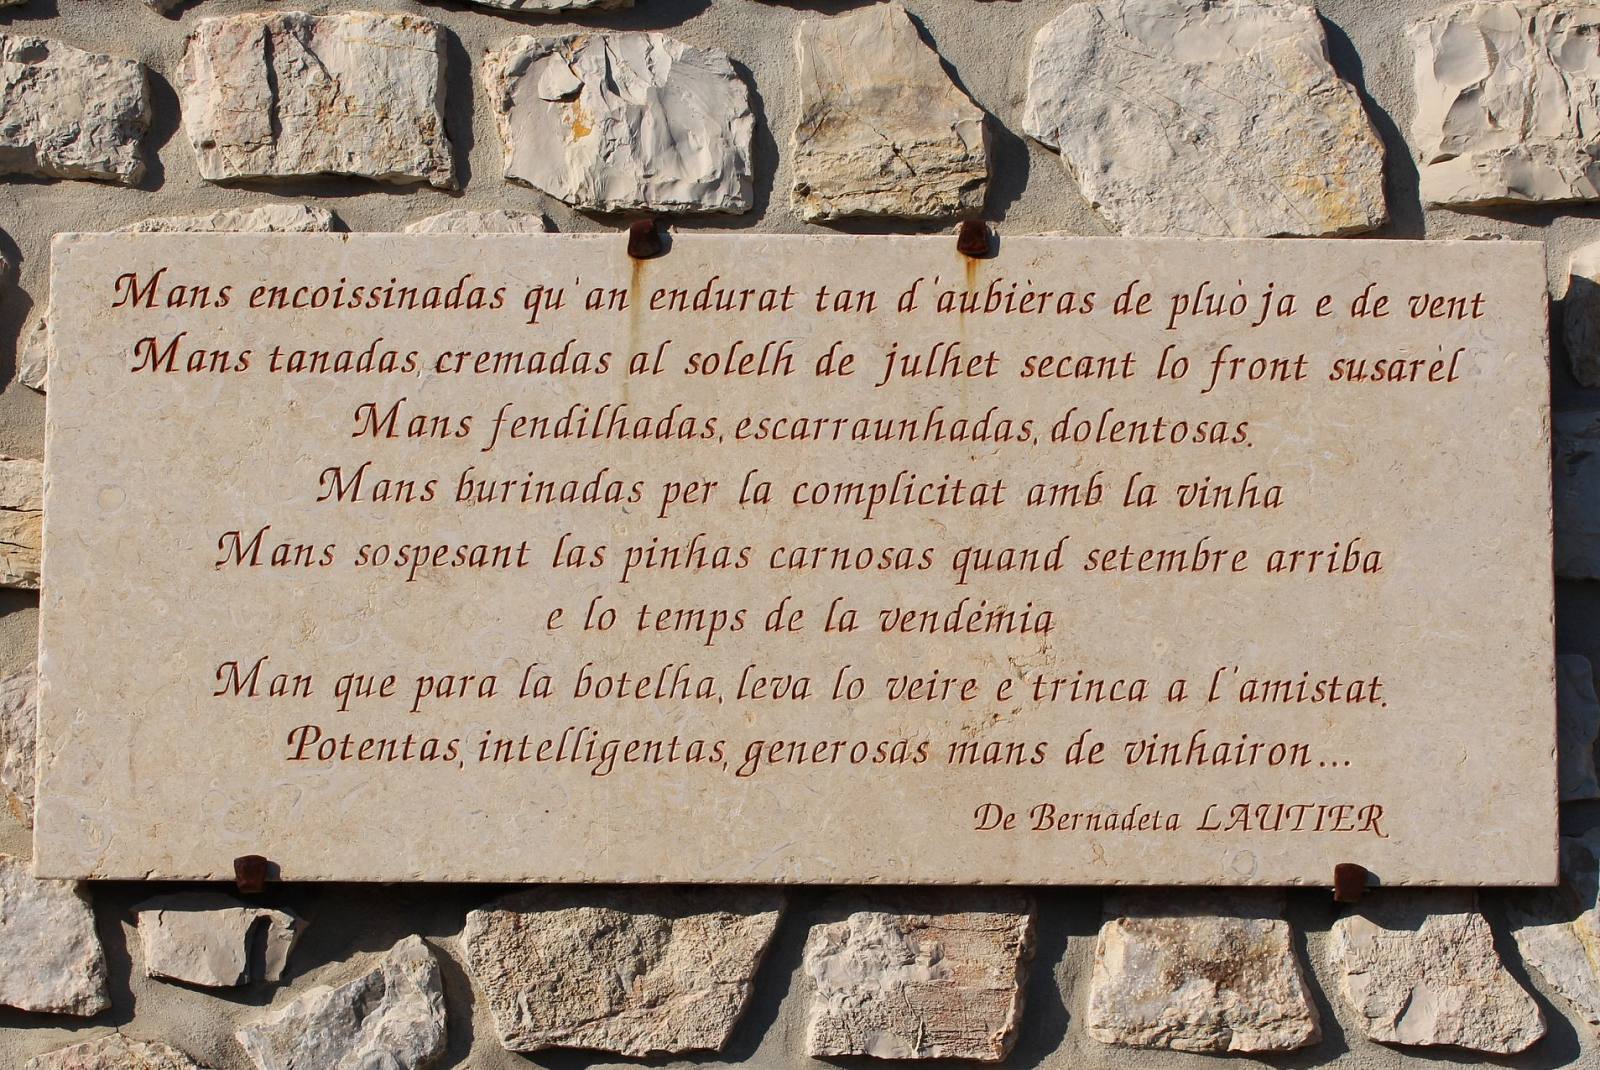 Mans encoissinadas qu'an endurat tan d'aubièras de pluòja e de vent
Mans tanadas, cremadas al solelh de julhet secant lo front susarèl
Mans fendilhadas, escarraunhadas, dolentosas.
Mans burinadas per la complicitat amb la vinha
Mans sospesant las pinhas carnosas quand setembre arriba
e lo temps de la vendémia
Man que para la botelha, leva lo veire e trinca a l'amistat.
Potentas, intelligentas, generosas mans de vinhairon...
De Bernadeta LAUTIER